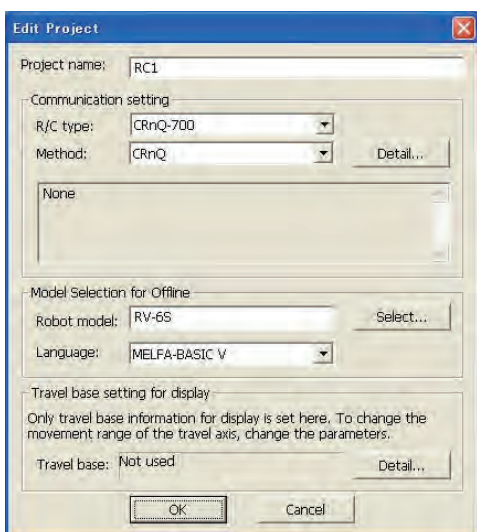 Edit Project
Project name: RC1
Communication setting
R/C type: CRnQ-700
Method: CRnQ Detail...
None
Model Selection for Offline
Robot model: RV-6S Select...
Language: MELFA-BASIC V
Travel base setting for display
Only travel base information for display is set here. To change the
movement range of the travel axis, change the parameters.
Travel base: Not used Detail...
OK Cancel